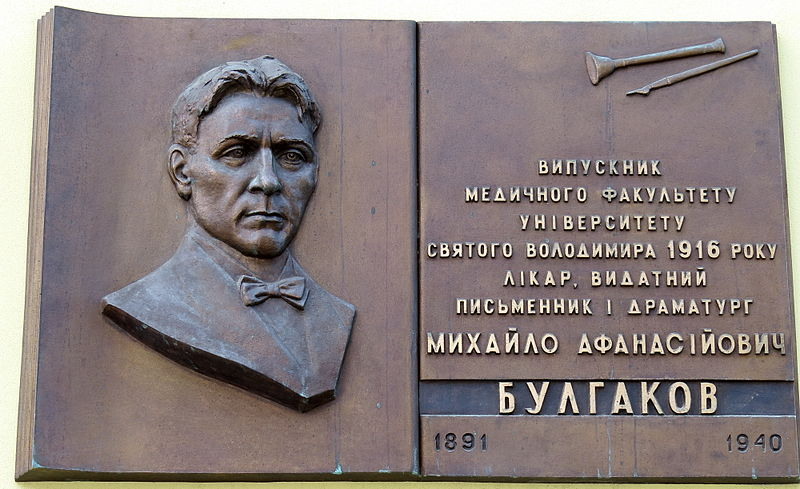 ВИПУСКНИК
МЕДИЧНОГО ФАКУЛЬТЕТУ
УНІВЕРСИТЕТУ
СВЯТОГО ВОЛОДИМИРА 1916 РОКУ
ЛІКАР, ВИДАТНИЙ
ПИСЬМЕННИК І ДРАМАТУРГ
МИХАЙЛО АФАНАСІЙОВИЧ
БУЛГАКОВ
1891 1940